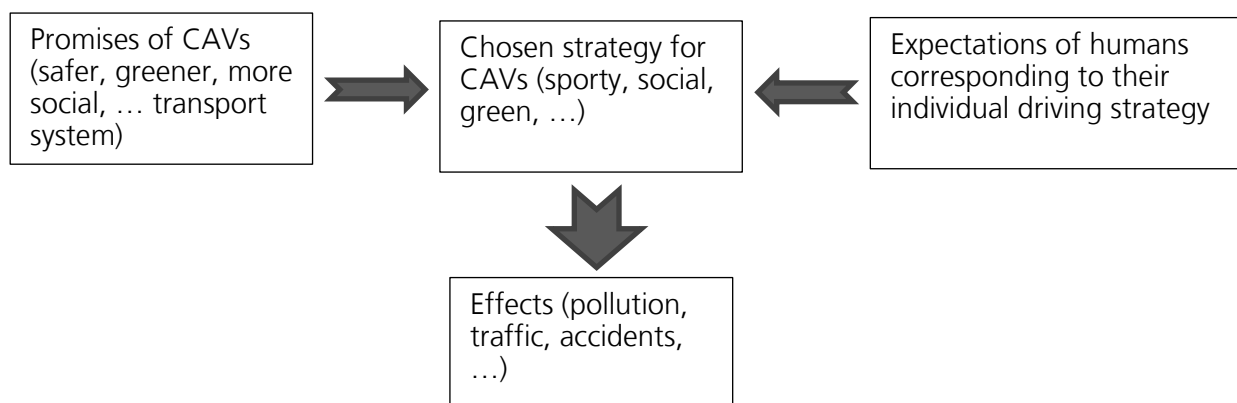 Promises of CAVs
(safer, greener, more
social, … transport
system)
Chosen strategy for
CAVs (sporty, social,
green, …)
Expectations of humans
corresponding to their
individual driving strategy
Effects (pollution,
traffic, accidents,
…)